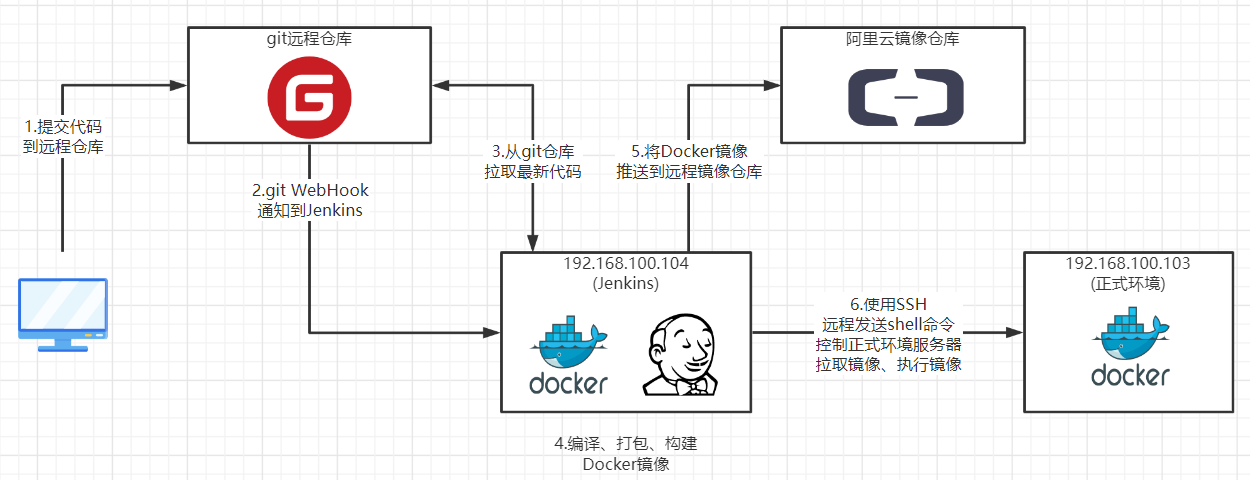 git远程仓库
阿里云镜像仓库
1.提交代码
到远程仓库
3.从git仓库
拉取最新代码
5.将Docker镜像
推送到远程镜像仓库
2.git WebHook
通知到Jenkins
192.168.100.104
(Jenkins)
docker
192.168.100.103
(正式环境)
docker
6.使用SSH
远程发送shell命令
控制正式环境服务器
拉取镜像、执行镜像
4.编译、打包、构建
Docker镜像